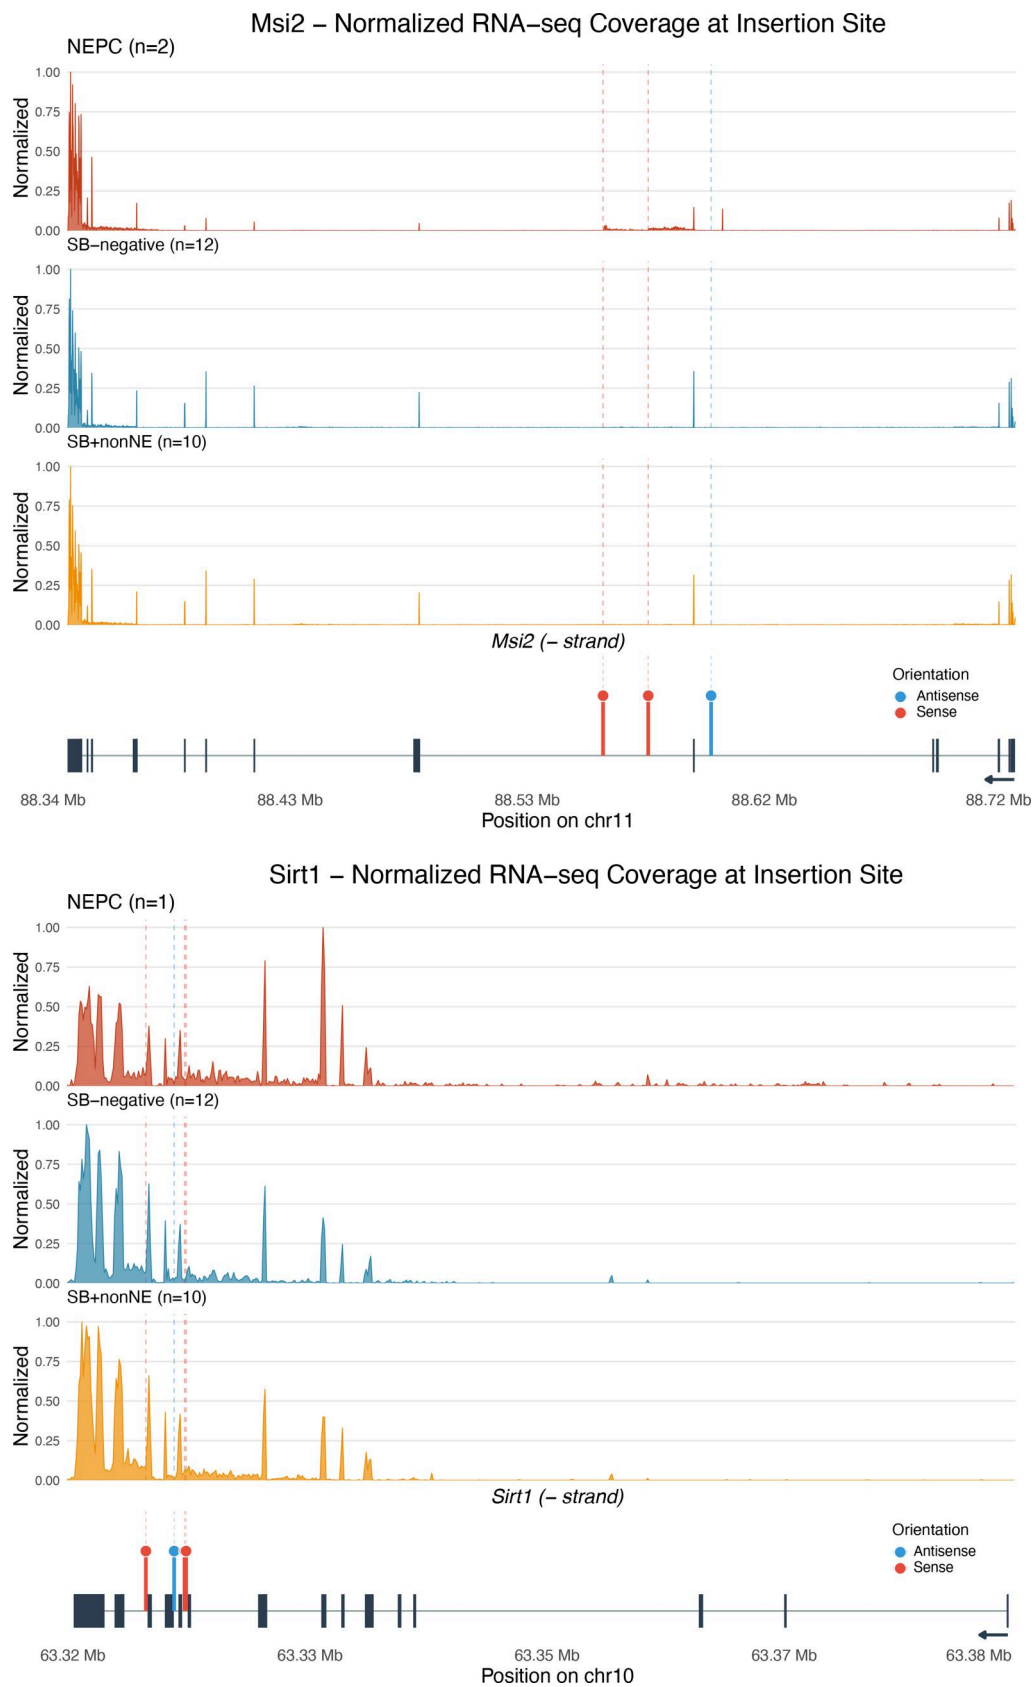 Msi2 – Normalized RNA−seq Coverage at Insertion Site
NEPC (n=2)
Normalized
1.00
0.75
0.50
0.25
0.00
SB−negative (n=12)
Normalized
1.00
0.75
0.50
0.25
0.00
SB+nonNE (n=10)
Normalized
1.00
0.75
0.50
0.25
0.00
Msi2 (− strand)
Orientation
Antisense
Sense
88.34 Mb 88.43 Mb 88.53 Mb 88.62 Mb 88.72 Mb
Position on chr11
Sirt1 – Normalized RNA−seq Coverage at Insertion Site
NEPC (n=1)
Normalized
1.00
0.75
0.50
0.25
0.00
SB−negative (n=12)
Normalized
1.00
0.75
0.50
0.25
0.00
SB+nonNE (n=10)
Normalized
1.00
0.75
0.50
0.25
0.00
Sirt1 (− strand)
Orientation
Antisense
Sense
63.32 Mb 63.33 Mb 63.35 Mb 63.37 Mb 63.38 Mb
Position on chr10